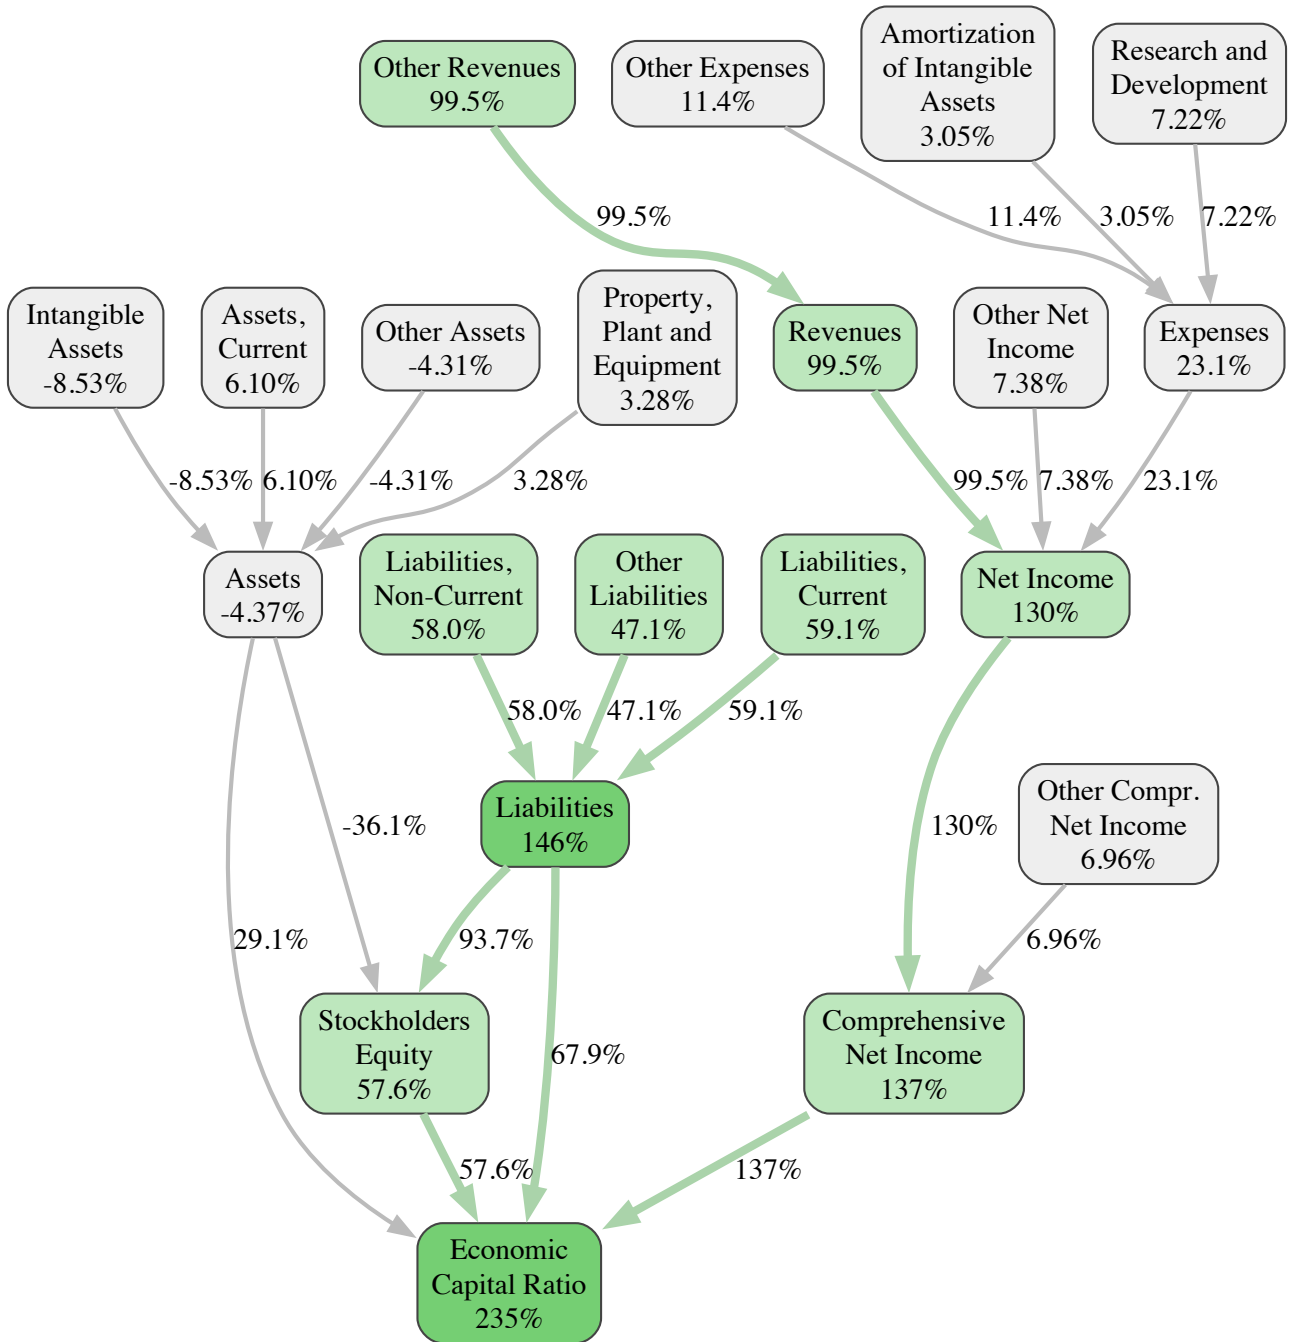 Other Revenues
99.5%
Other Expenses
11.4%
Amortization
of Intangible
Assets
3.05%
Research and
Development
7.22%
99.5%
11.4%
3.05%
7.22%
Intangible
Assets
-8.53%
Assets,
Current
6.10%
Other Assets
-4.31%
Property,
Plant and
Equipment
3.28%
Revenues
99.5%
Other Net
Income
7.38%
Expenses
23.1%
-8.53%
6.10%
-4.31%
3.28%
99.5%
7.38%
23.1%
Assets
-4.37%
Liabilities,
Non-Current
58.0%
Other
Liabilities
47.1%
Liabilities,
Current
59.1%
Net Income
130%
58.0%
47.1%
59.1%
Liabilities
146%
-36.1%
130%
Other Compr.
Net Income
6.96%
29.1%
93.7%
6.96%
Stockholders
Equity
57.6%
67.9%
Comprehensive
Net Income
137%
57.6%
137%
Economic
Capital Ratio
235%